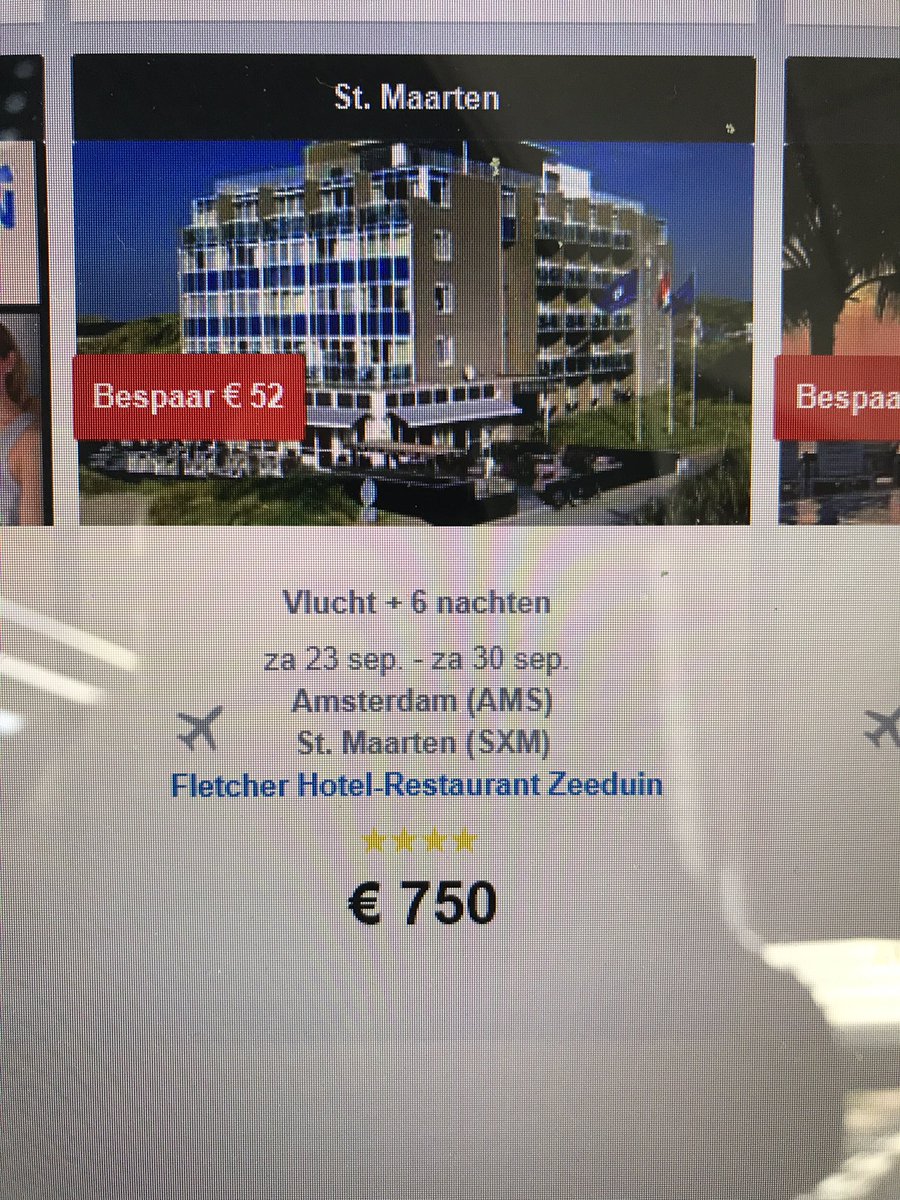 St. Maarten
Bespaar € 52
Bespaa
Vlucht + 6 nachten
za 23 sep. - za 30 sep.
Amsterdam (AMS)
St. Maarten (SXM)
Fletcher Hotel-Restaurant Zeeduin
€ 750